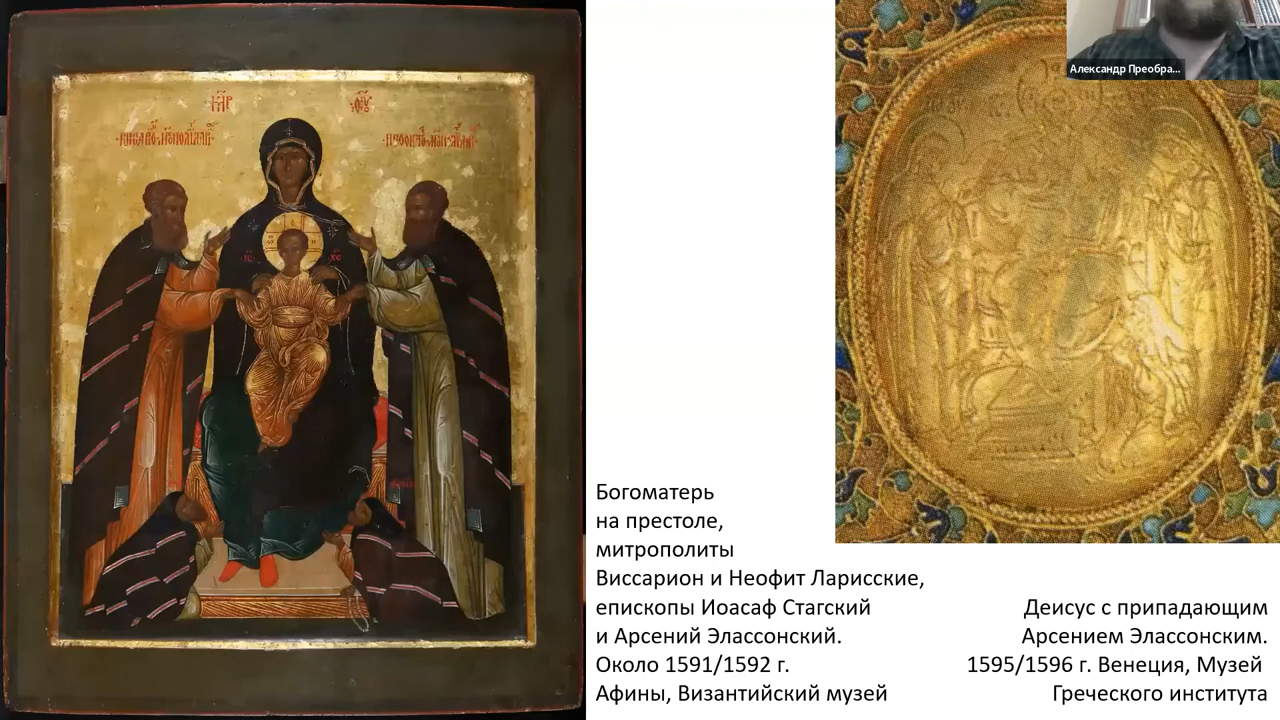 Александр Преобра...
Богоматерь
на престоле,
митрополиты
Виссарион и Неофит Ларисские,
епископы Иоасаф Стагский
и Арсений Элассонский.
Около 1591/1592 г.
Афины, Византийский музей
Деисус с припадающим
Арсением Элассонским.
1595/1596 г. Венеция, Музей
Греческого института